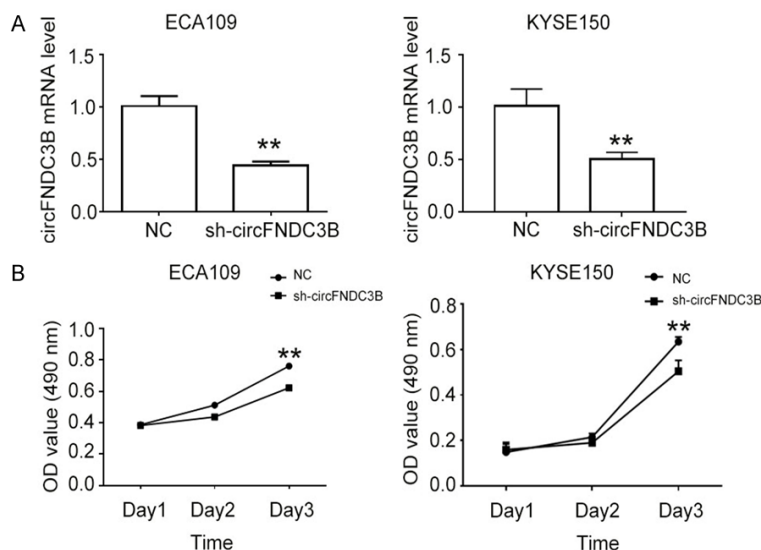 A
ECA109
circFNDC3B mRNA level
1.5
1.0
0.5
0.0
**
NC
sh-circFNDC3B
KYSE150
circFNDC3B mRNA level
1.5
1.0
0.5
0.0
**
NC
sh-circFNDC3B
B
ECA109
NC
sh-circFNDC3B
OD value (490 nm)
1.0
0.8
0.6
0.4
0.2
0.0
**
Day1
Day2
Day3
Time
KYSE150
NC
sh-circFNDC3B
OD value (490 nm)
0.8
0.6
0.4
0.2
0.0
**
Day1
Day2
Day3
Time